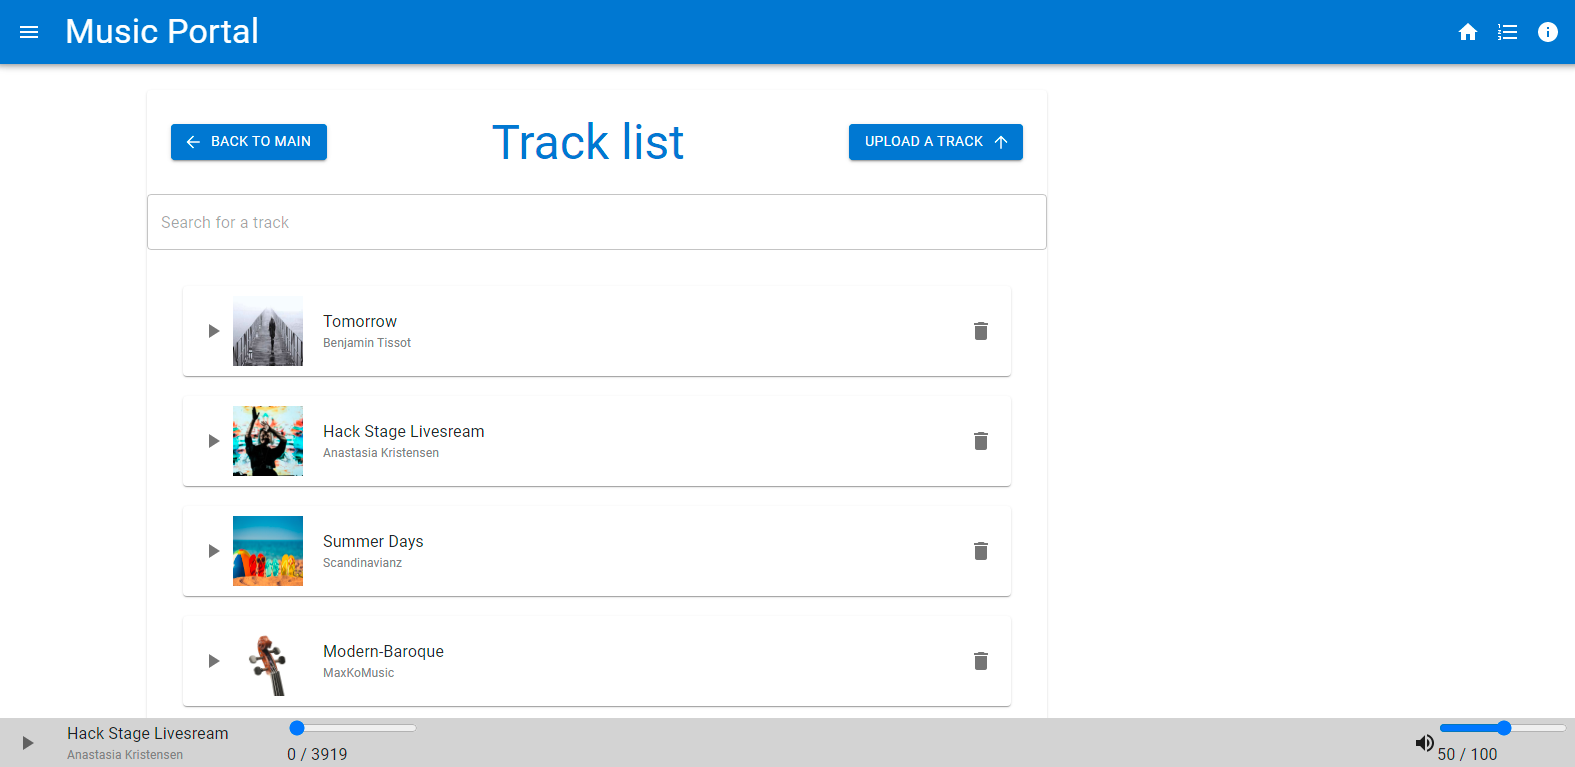 Music Portal
BACK TO MAIN
Track list
UPLOAD A TRACK
Search for a track
Tomorrow
Benjamin Tissot
Hack Stage Livesream
Anastasia Kristensen
Summer Days
Scandinavianz
Modern-Baroque
MaxKoMusic
Hack Stage Livesream
Anastasia Kristensen
0 / 3919
50 / 100